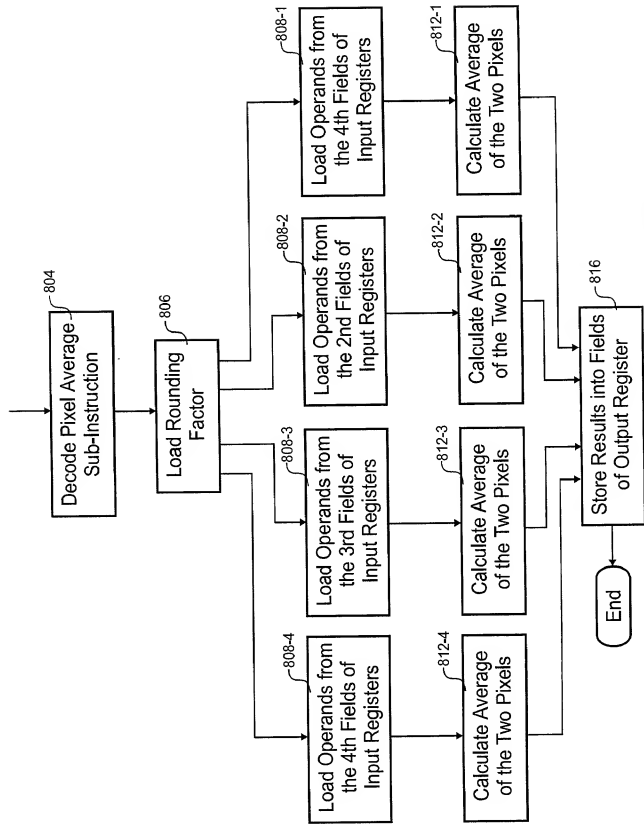 804
Decode Pixel Average
Sub-Instruction
806
Load Rounding
Factor
808-4
Load Operands from
the 4th Fields of
Input Registers
808-3
Load Operands from
the 3rd Fields of
Input Registers
808-2
Load Operands from
the 2nd Fields of
Input Registers
808-1
Load Operands from
the 4th Fields of
Input Registers
812-4
Calculate Average
of the Two Pixels
812-3
Calculate Average
of the Two Pixels
812-2
Calculate Average
of the Two Pixels
812-1
Calculate Average
of the Two Pixels
816
Store Results into Fields
of Output Register
End